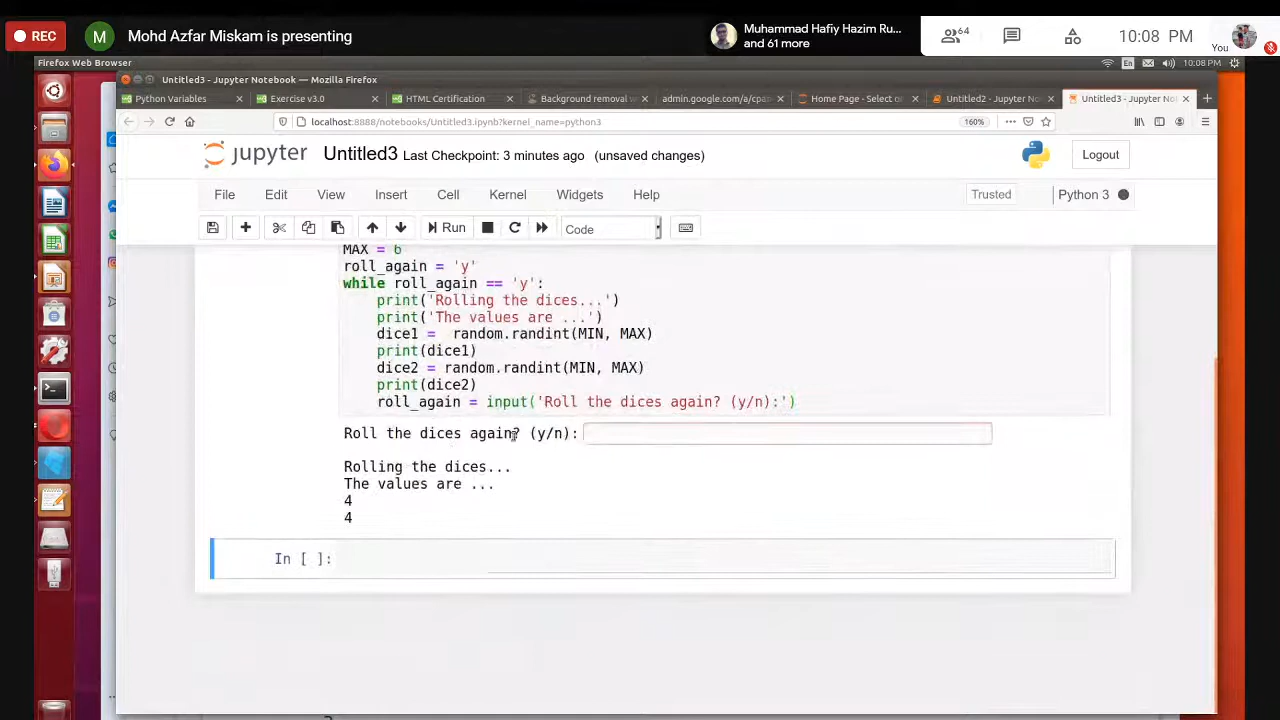 REC
M
Mohd Azfar Miskam is presenting
Muhammad Hafiy Hazim Ru...
and 61 more
64
10:08 PM
You
Firefox Web Browser
En
10:08 PM
Untitled3 - Jupyter Notebook — Mozilla Firefox
Python Variables
Exercise v3.0
Background removal
admin.google.com/a/cps
Home Page - Select o
Untitled2 - Jupyter No
Untitled3 - Jupyter No
localhost:8888/notebooks/Untitled3.ipynb?kernel_name=python3
160%
jupyter
Untitled3 Last Checkpoint: 3 minutes ago (unsaved changes)
Logout
File Edit View Insert Cell Kernel Widgets Help
Trusted
Python 3
Run
Code
MAX = 6
roll_again = 'y'
while roll_again == 'y':
print('Rolling the dices...')
print('The values are ...')
dice1 = random.randint(MIN, MAX)
print(dice1)
dice2 = random.randint(MIN, MAX)
print(dice2)
roll_again = input('Roll the dices again? (y/n):')
Roll the dices again? (y/n):
Rolling the dices...
The values are ...
4
4
In [ ]: